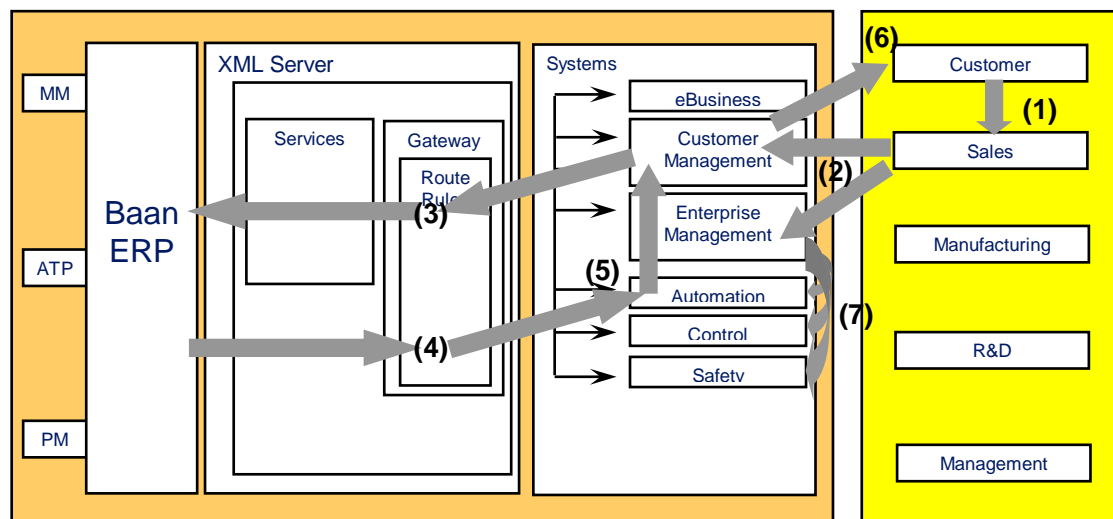 MM
ATP
PM
Baan
ERP
XML Server
Services
Gateway
Route
Rules
(3)
(4)
Systems
eBusiness
Customer
Management
Enterprise
Management
(5)
Automation
Control
Safety
(2)
(7)
(6)
Customer
(1)
Sales
Manufacturing
R&D
Management